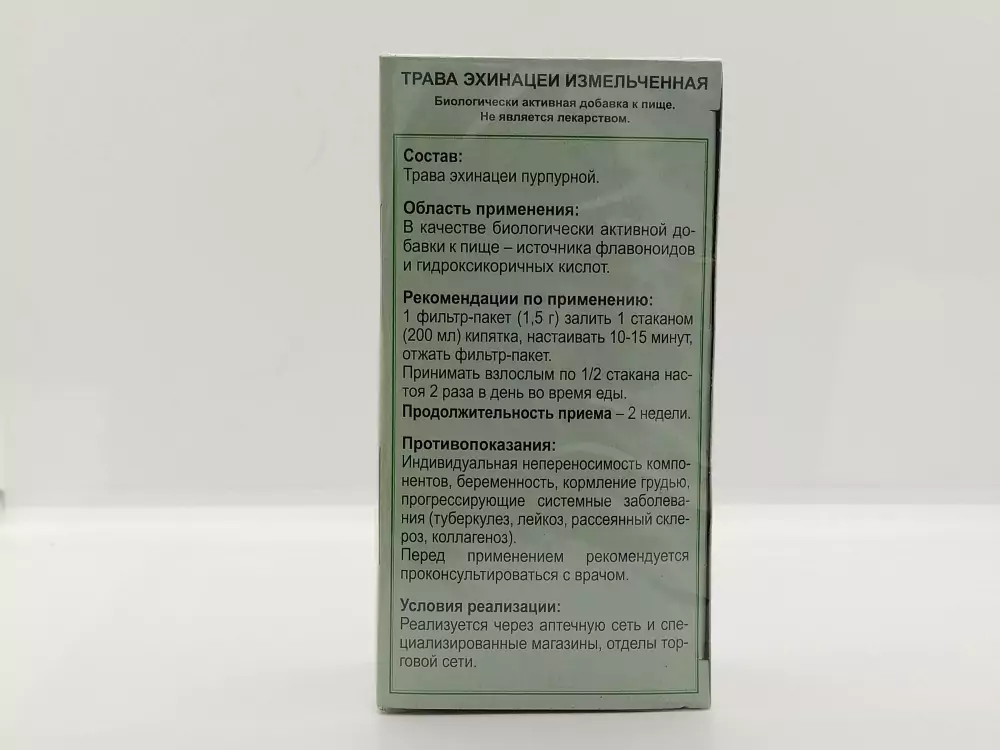 ТРАВА ЭХИНАЦЕИ ИЗМЕЛЬЧЕННАЯ
Биологически активная добавка к пище.
Не является лекарством.
Состав:
Трава эхинацеи пурпурной.
Область применения:
В качестве биологически активной до-
бавки к пище – источника флавоноидов
и гидроксикоричных кислот.
Рекомендации по применению:
1 фильтр-пакет (1,5 г) залить 1 стаканом
(200 мл) кипятка, настаивать 10-15 минут,
отжать фильтр-пакет.
Принимать взрослым по 1/2 стакана нас-
тоя 2 раза в день во время еды.
Продолжительность приема – 2 недели.
Противопоказания:
Индивидуальная непереносимость компо-
нентов, беременность, кормление грудью,
прогрессирующие системные заболева-
ния (туберкулез, лейкоз, рассеянный скле-
роз, коллагеноз).
Перед применением рекомендуется
проконсультироваться с врачом.
Условия реализации:
Реализуется через аптечную сеть и спе-
циализированные магазины, отделы тор-
говой сети.